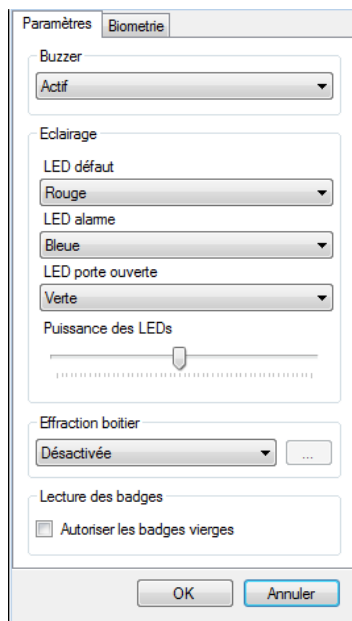 Paramètres Biometrie
Buzzer
Actif
Eclairage
LED défaut
Rouge
LED alarme
Bleue
LED porte ouverte
Verte
Puissance des LEDs
Effraction boitier
Désactivée ...
Lecture des badges
Autoriser les badges vierges
OK Annuler